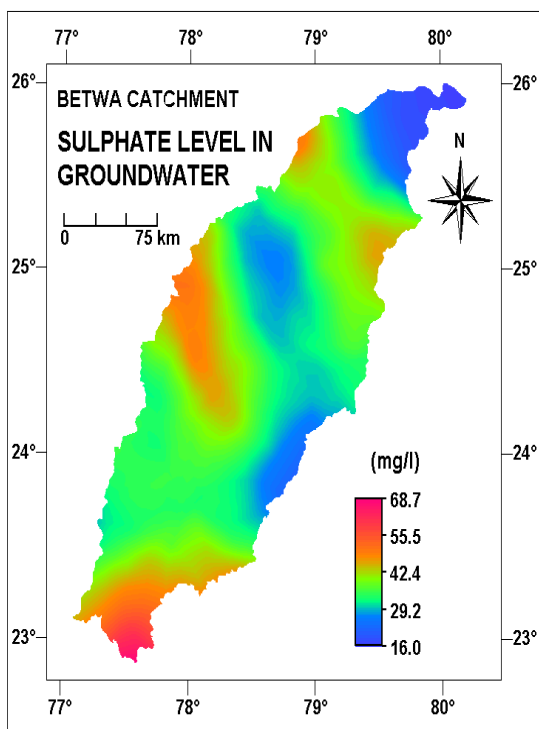 77° 78° 79° 80°
26° 26°
BETWA CATCHMENT
SULPHATE LEVEL IN
GROUNDWATER
N
0 75 km
25° 25°
24° 24°
(mg/l)
68.7
55.5
42.4
29.2
16.0
23° 23°
77° 78° 79° 80°